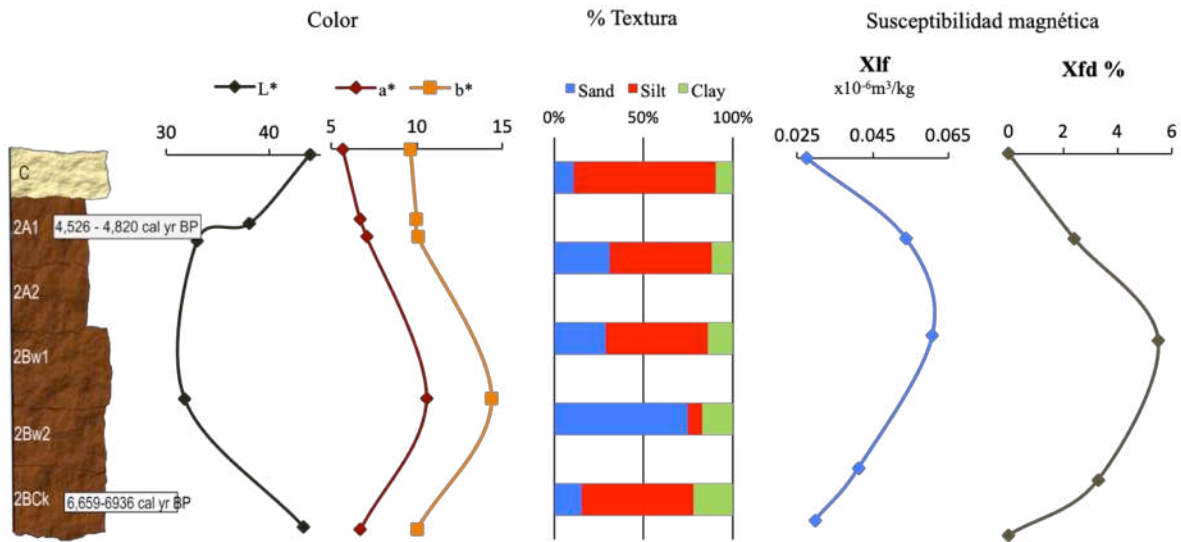 Color
% Textura
Susceptibilidad magnética
Xlf
x10⁻⁶m³/kg
Xfd %
L*
a*
b*
Sand
Silt
Clay
30
40
5
10
15
0%
50%
100%
0.025
0.045
0.065
0
2
4
6
C
2A1
4,526 - 4,820 cal yr BP
2A2
2Bw1
2Bw2
2BCk
6,659-6936 cal yr BP